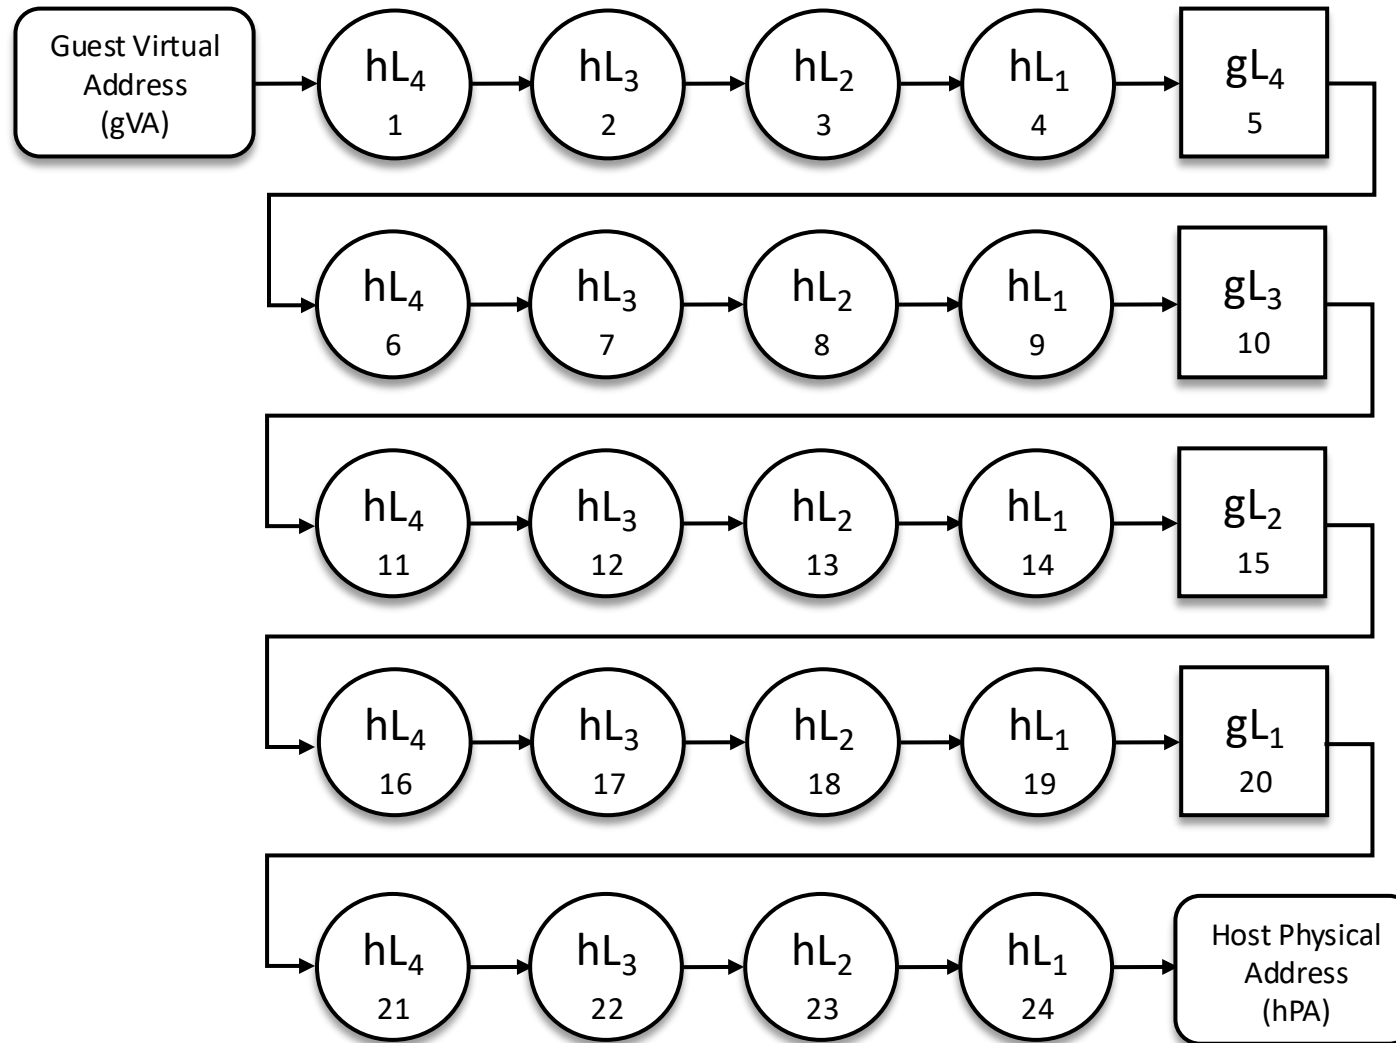 Guest Virtual
Address
(gVA)
hL₄
1
hL₃
2
hL₂
3
hL₁
4
gL₄
5
hL₄
6
hL₃
7
hL₂
8
hL₁
9
gL₃
10
hL₄
11
hL₃
12
hL₂
13
hL₁
14
gL₂
15
hL₄
16
hL₃
17
hL₂
18
hL₁
19
gL₁
20
hL₄
21
hL₃
22
hL₂
23
hL₁
24
Host Physical
Address
(hPA)